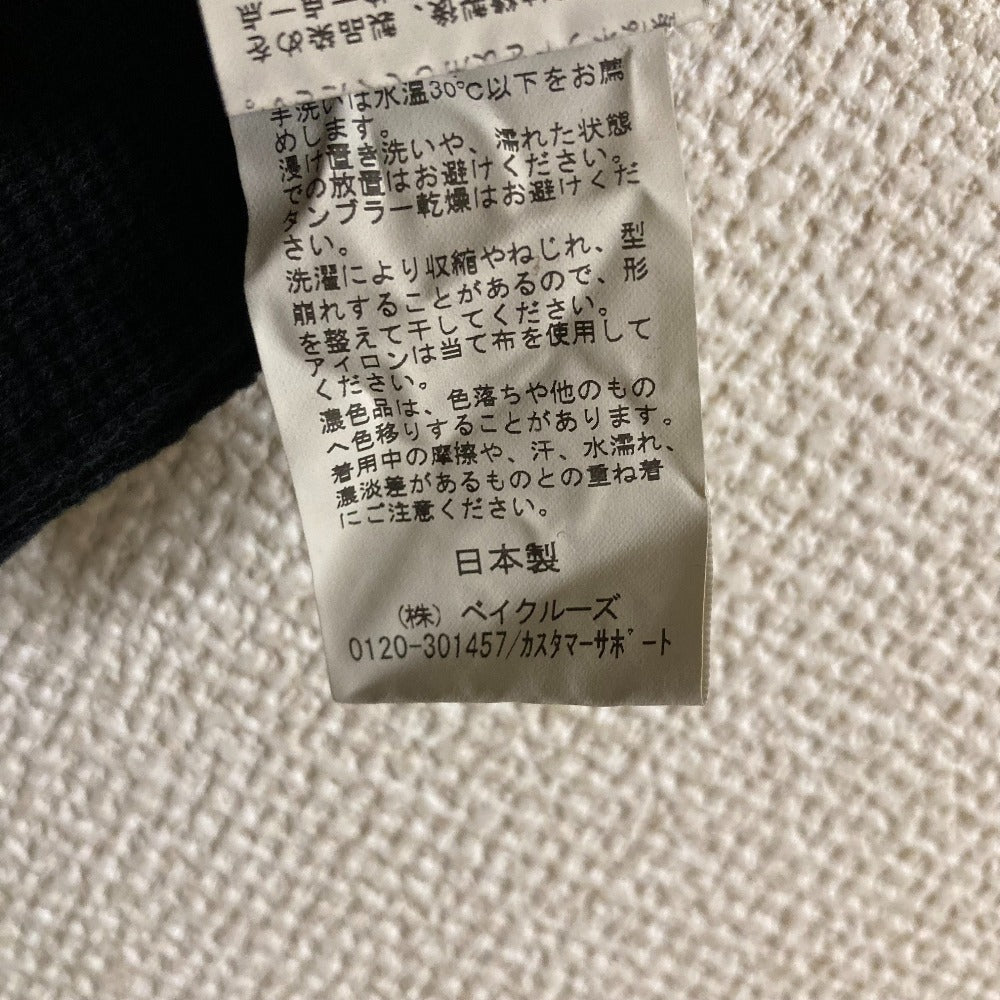 手洗いは水温30℃以下をお薦
めします。
浸け置き洗いや、濡れた状態
での放置はお避けください。
タンブラー乾燥はお避けくだ
さい。
洗濯により収縮やねじれ、型
崩れすることがあるので、形
を整えて干してください。
アイロンは当て布を使用して
ください。
濃色品は、色落ちや他のもの
へ色移りすることがあります。
着用中の摩擦や、汗、水濡れ、
濃淡差があるものとの重ね着
にご注意ください。
日本製
(株) ベイクルーズ
0120-301457/カスタマーサポート